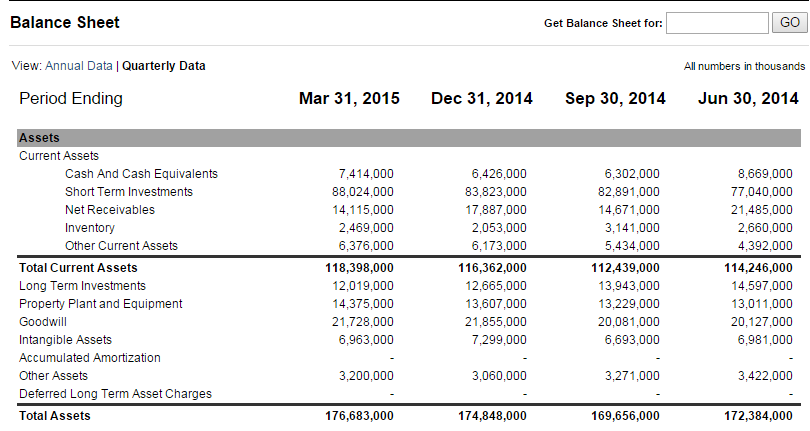 Balance Sheet Get Balance Sheet for: GO
View: Annual Data | Quarterly Data All numbers in thousands
Period Ending Mar 31, 2015 Dec 31, 2014 Sep 30, 2014 Jun 30, 2014
Assets
Current Assets
Cash And Cash Equivalents 7,414,000 6,426,000 6,302,000 8,669,000
Short Term Investments 88,024,000 83,823,000 82,891,000 77,040,000
Net Receivables 14,115,000 17,887,000 14,671,000 21,485,000
Inventory 2,469,000 2,053,000 3,141,000 2,660,000
Other Current Assets 6,376,000 6,173,000 5,434,000 4,392,000
Total Current Assets 118,398,000 116,362,000 112,439,000 114,246,000
Long Term Investments 12,019,000 12,665,000 13,943,000 14,597,000
Property Plant and Equipment 14,375,000 13,607,000 13,229,000 13,011,000
Goodwill 21,728,000 21,855,000 20,081,000 20,127,000
Intangible Assets 6,963,000 7,299,000 6,693,000 6,981,000
Accumulated Amortization - - - -
Other Assets 3,200,000 3,060,000 3,271,000 3,422,000
Deferred Long Term Asset Charges - - - -
Total Assets 176,683,000 174,848,000 169,656,000 172,384,000